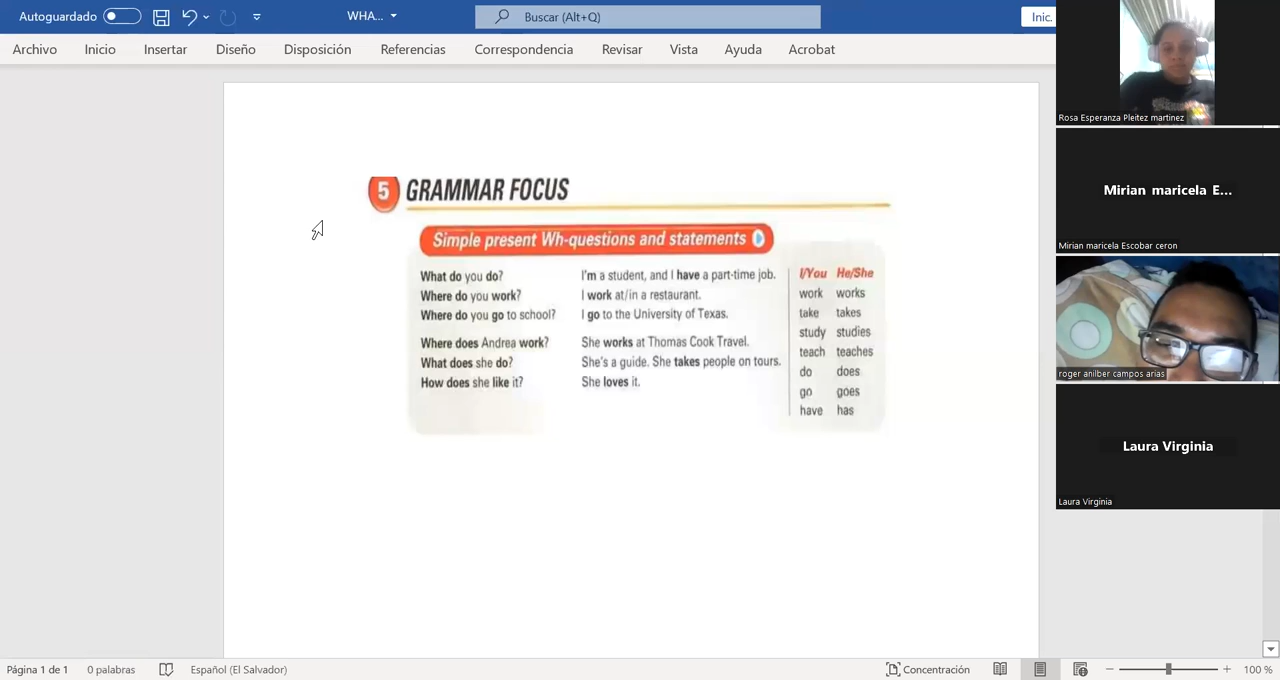 Autoguardado
WHA...
Buscar (Alt+Q)
Inic.
Archivo Inicio Insertar Diseño Disposición Referencias Correspondencia Revisar Vista Ayuda Acrobat
5 GRAMMAR FOCUS
Simple present Wh-questions and statements
What do you do? I'm a student, and I have a part-time job.
Where do you work? I work at/in a restaurant.
Where do you go to school? I go to the University of Texas.
Where does Andrea work? She works at Thomas Cook Travel.
What does she do? She's a guide. She takes people on tours.
How does she like it? She loves it.
I/You He/She
work works
take takes
study studies
teach teaches
do does
go goes
have has
Rosa Esperanza Pleitez martinez
Mirian maricela E...
Mirian maricela Escobar ceron
roger anilber campos arias
Laura Virginia
Laura Virginia
Página 1 de 1 0 palabras Español (El Salvador) Concentración 100 %